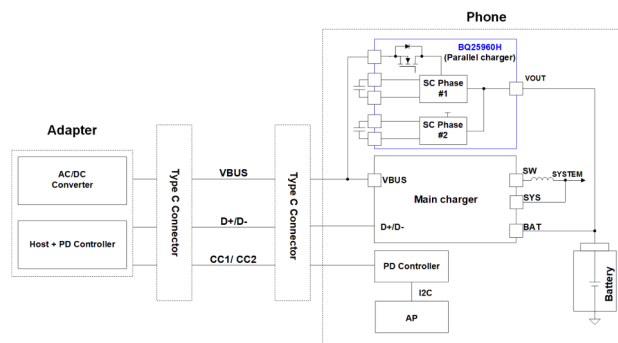 Phone
BQ25960H
(Parallel charger)
SC Phase
#1
VOUT
SC Phase
#2
Adapter
AC/DC
Converter
Host + PD Controller
Type C Connector
VBUS
D+/D-
CC1/ CC2
Type C Connector
VBUS
Main charger
D+/D-
SW
SYSTEM
SYS
BAT
PD Controller
I2C
AP
Battery